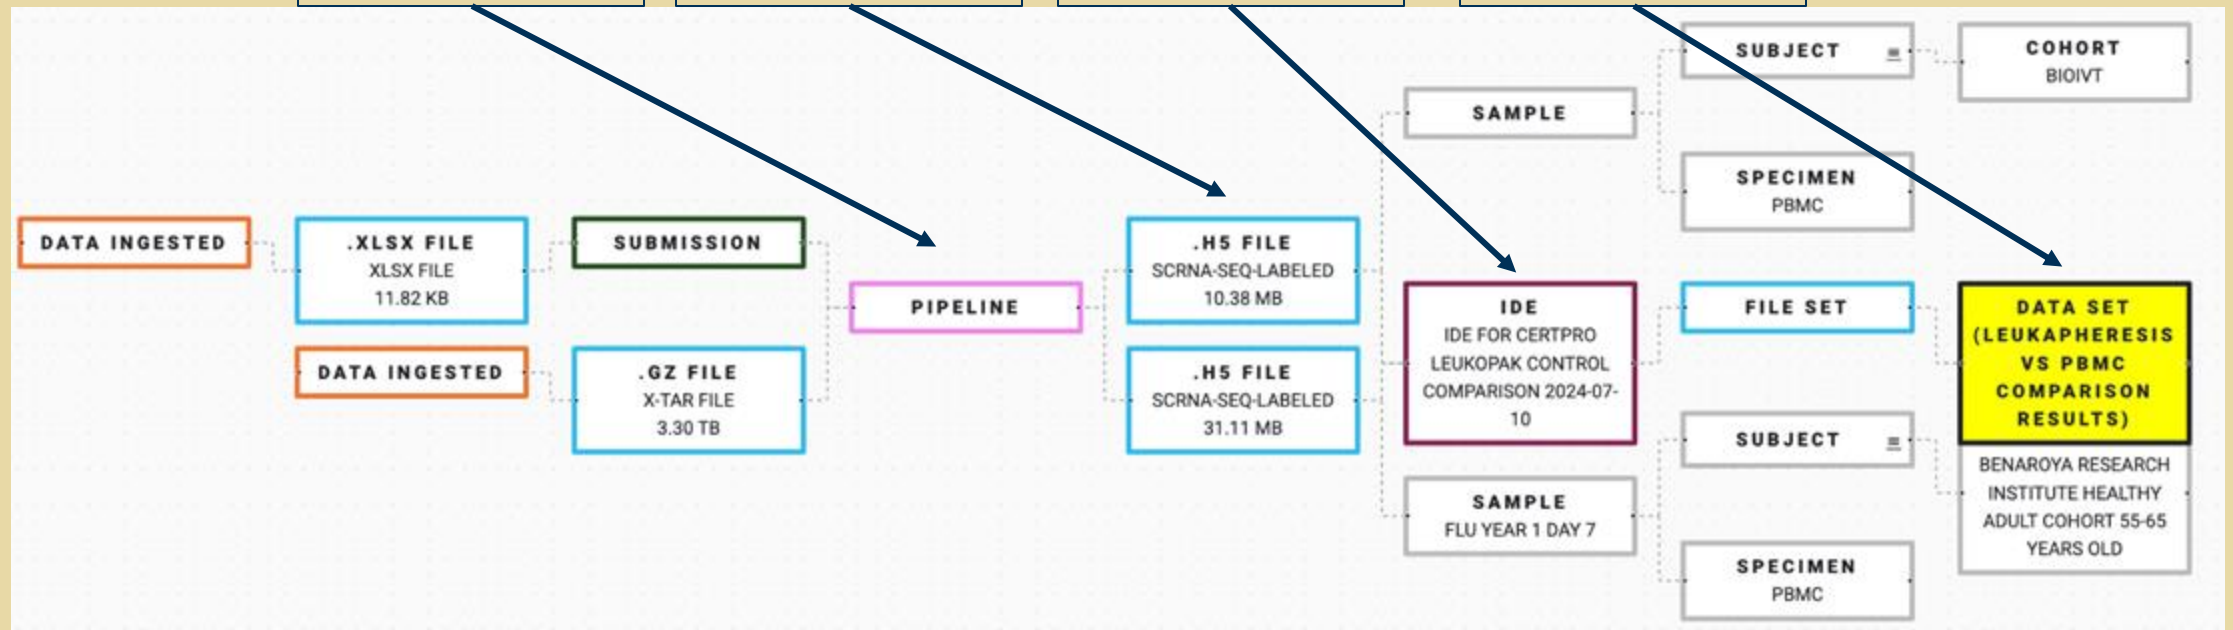 DATA INGESTED
.XLSX FILE
XLSX FILE
11.82 KB
DATA INGESTED
SUBMISSION
.GZ FILE
X-TAR FILE
3.30 TB
PIPELINE
.H5 FILE
SCRNA-SEQ-LABELED
10.38 MB
.H5 FILE
SCRNA-SEQ-LABELED
31.11 MB
SAMPLE
IDE
IDE FOR CERTPRO
LEUKOPAK CONTROL
COMPARISON 2024-07-
10
SAMPLE
FLU YEAR 1 DAY 7
SUBJECT
SPECIMEN
PBMC
FILE SET
SUBJECT
SPECIMEN
PBMC
COHORT
BIOIVT
DATA SET
(LEUKAPHERESIS
VS PBMC
COMPARISON
RESULTS)
BENAROYA RESEARCH
INSTITUTE HEALTHY
ADULT COHORT 55-65
YEARS OLD